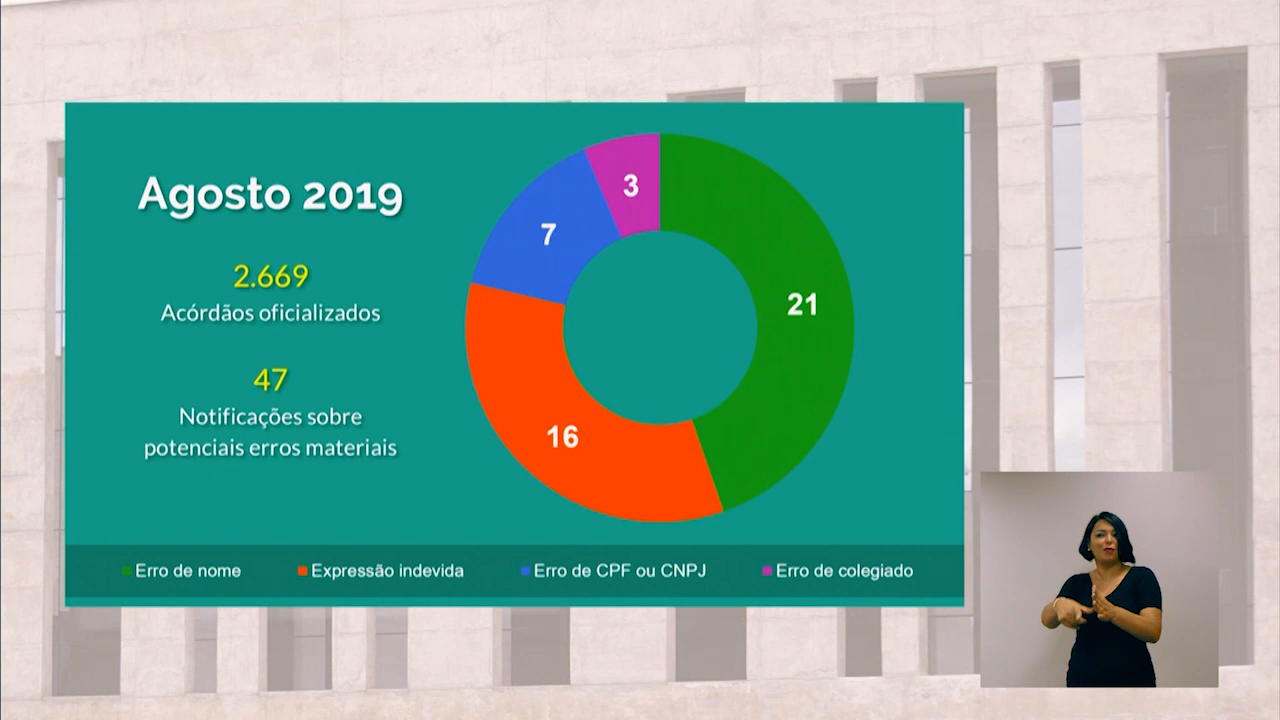 Agosto 2019
2.669
Acórdãos oficializados
47
Notificações sobre
potenciais erros materiais
3
7
21
16
Erro de nome
Expressão indevida
Erro de CPF ou CNPJ
Erro de colegiado